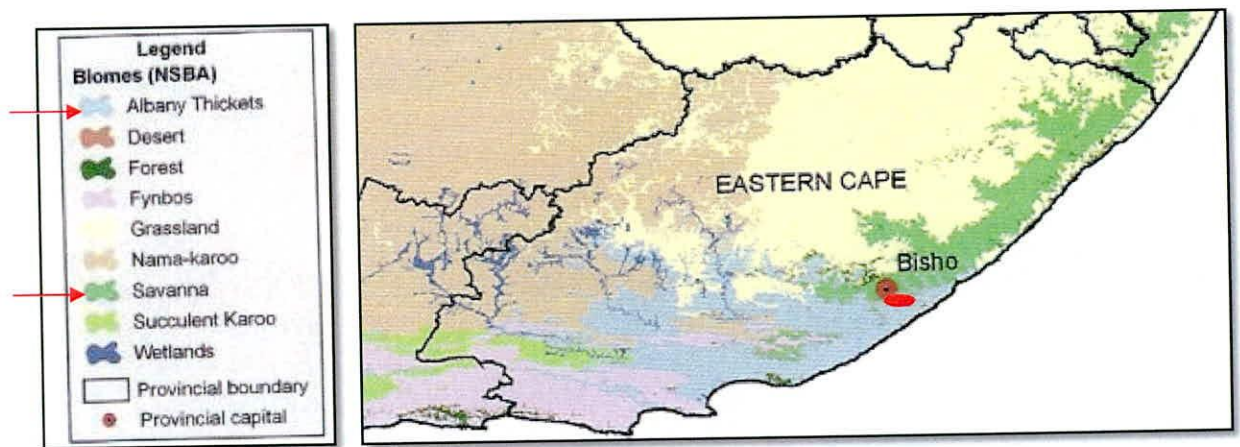 Legend
Biomes (NSBA)
Albany Thickets
Desert
Forest
Fynbos
Grassland
Nama-karoo
Savanna
Succulent Karoo
Wetlands
Provincial boundary
Provincial capital
EASTERN CAPE
Bisho